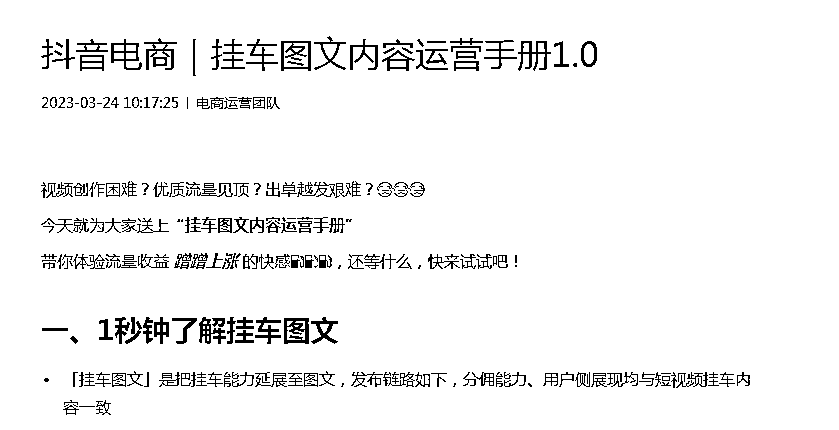 抖音电商｜挂车图文内容运营手册1.0
2023-03-24 10:17:25 | 电商运营团队
视频创作困难？优质流量见顶？出单越发艰难？😥😥😥
今天就为大家送上“挂车图文内容运营手册”
带你体验流量收益 蹭蹭上涨 的快感⛽⛽⛽，还等什么，快来试试吧！
一、1秒钟了解挂车图文
• 「挂车图文」是把挂车能力延展至图文，发布链路如下，分佣能力、用户侧展现均与短视频挂车内
容一致